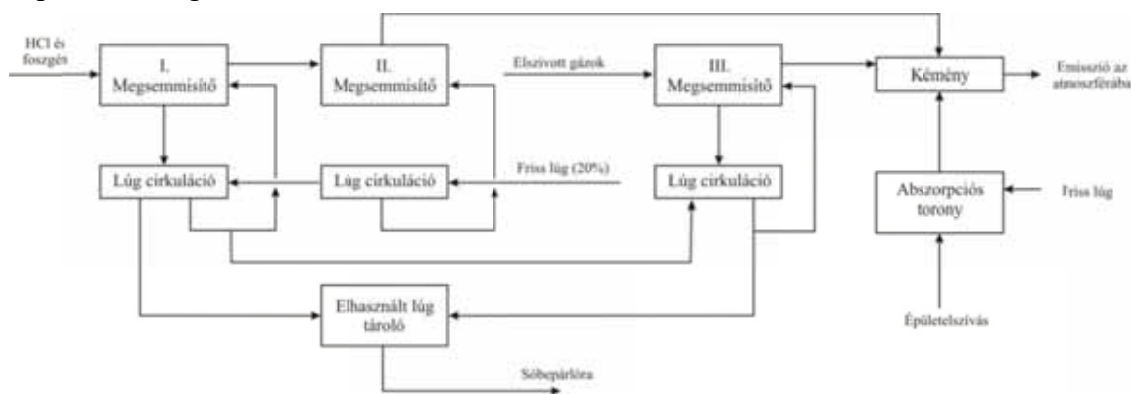 HCl és
foszgén
I.
Megsemmisítő
II.
Megsemmisítő
Elszívott gázok
III.
Megsemmisítő
Kémény
Emisszió az
atmoszférába
Lúg cirkuláció
Lúg cirkuláció
Friss lúg (20%)
Lúg cirkuláció
Abszorpciós
torony
Friss lúg
Elhasznált lúg
tároló
Épületelszívás
Sóbepárlóra